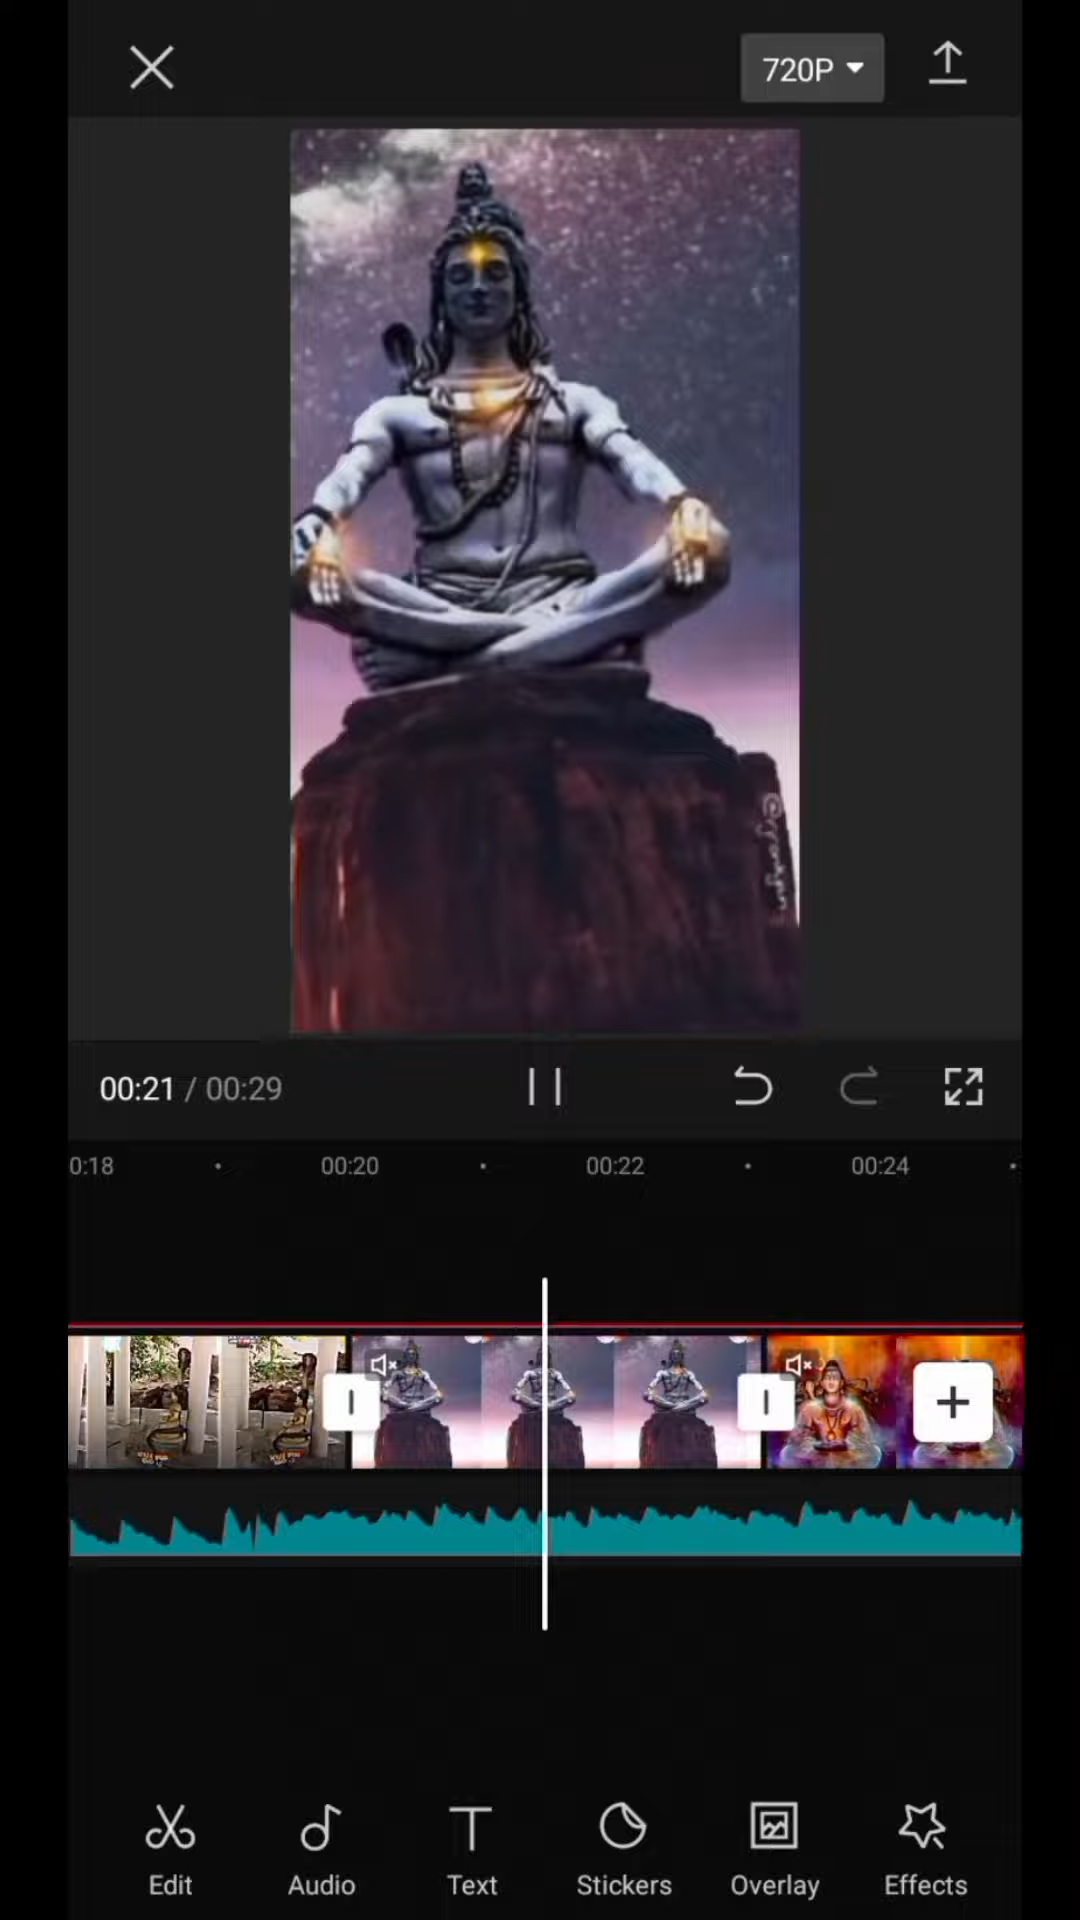 720P
00:21 / 00:29
0:18
00:20
00:22
00:24
Edit
Audio
Text
Stickers
Overlay
Effects